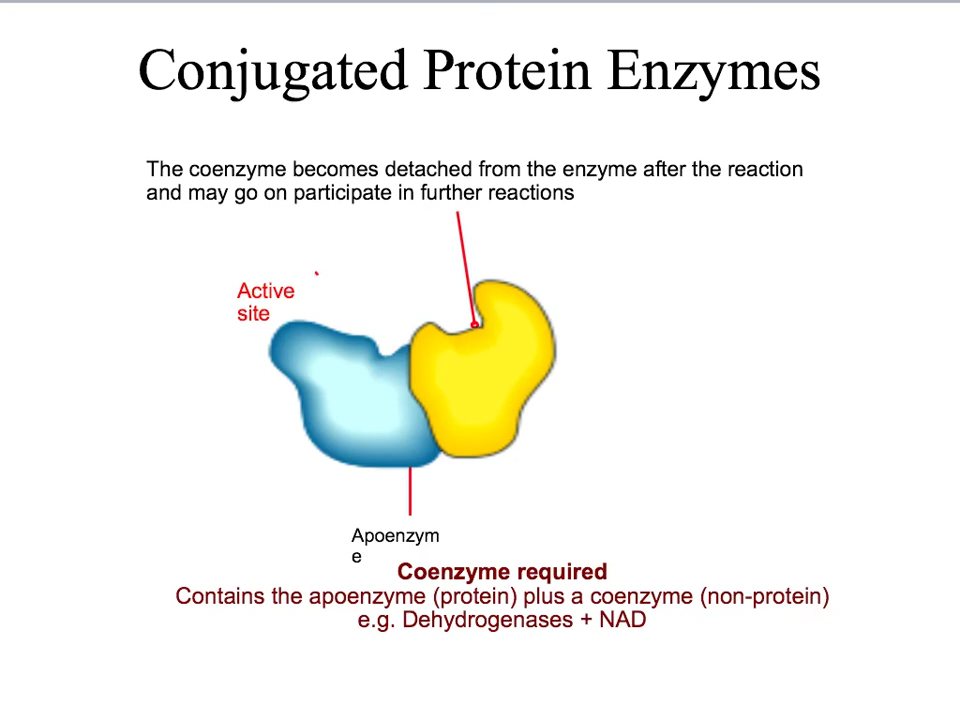 Conjugated Protein Enzymes
The coenzyme becomes detached from the enzyme after the reaction
and may go on participate in further reactions
Active
site
Apoenzym
e
Coenzyme required
Contains the apoenzyme (protein) plus a coenzyme (non-protein)
e.g. Dehydrogenases + NAD